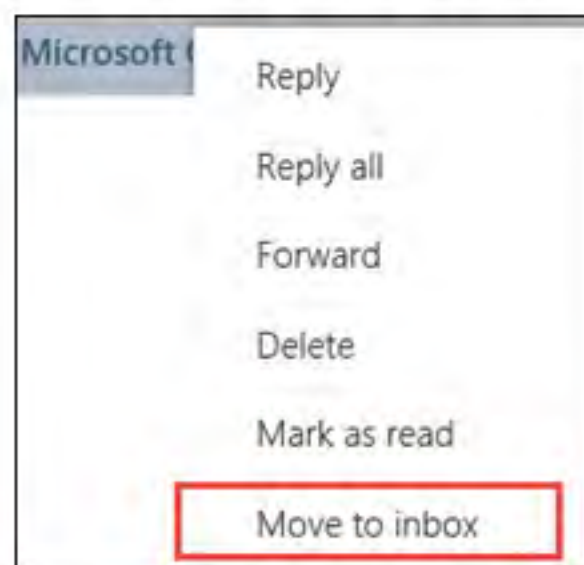 Microsoft
Reply
Reply all
Forward
Delete
Mark as read
Move to inbox